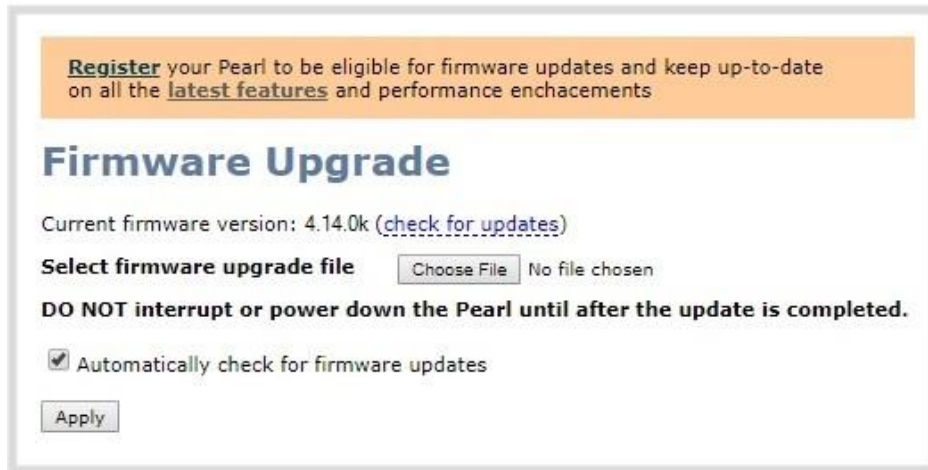 Register your Pearl to be eligible for firmware updates and keep up-to-date
on all the latest features and performance enchacements
Firmware Upgrade
Current firmware version: 4.14.0k (check for updates)
Select firmware upgrade file Choose File No file chosen
DO NOT interrupt or power down the Pearl until after the update is completed.
Automatically check for firmware updates
Apply